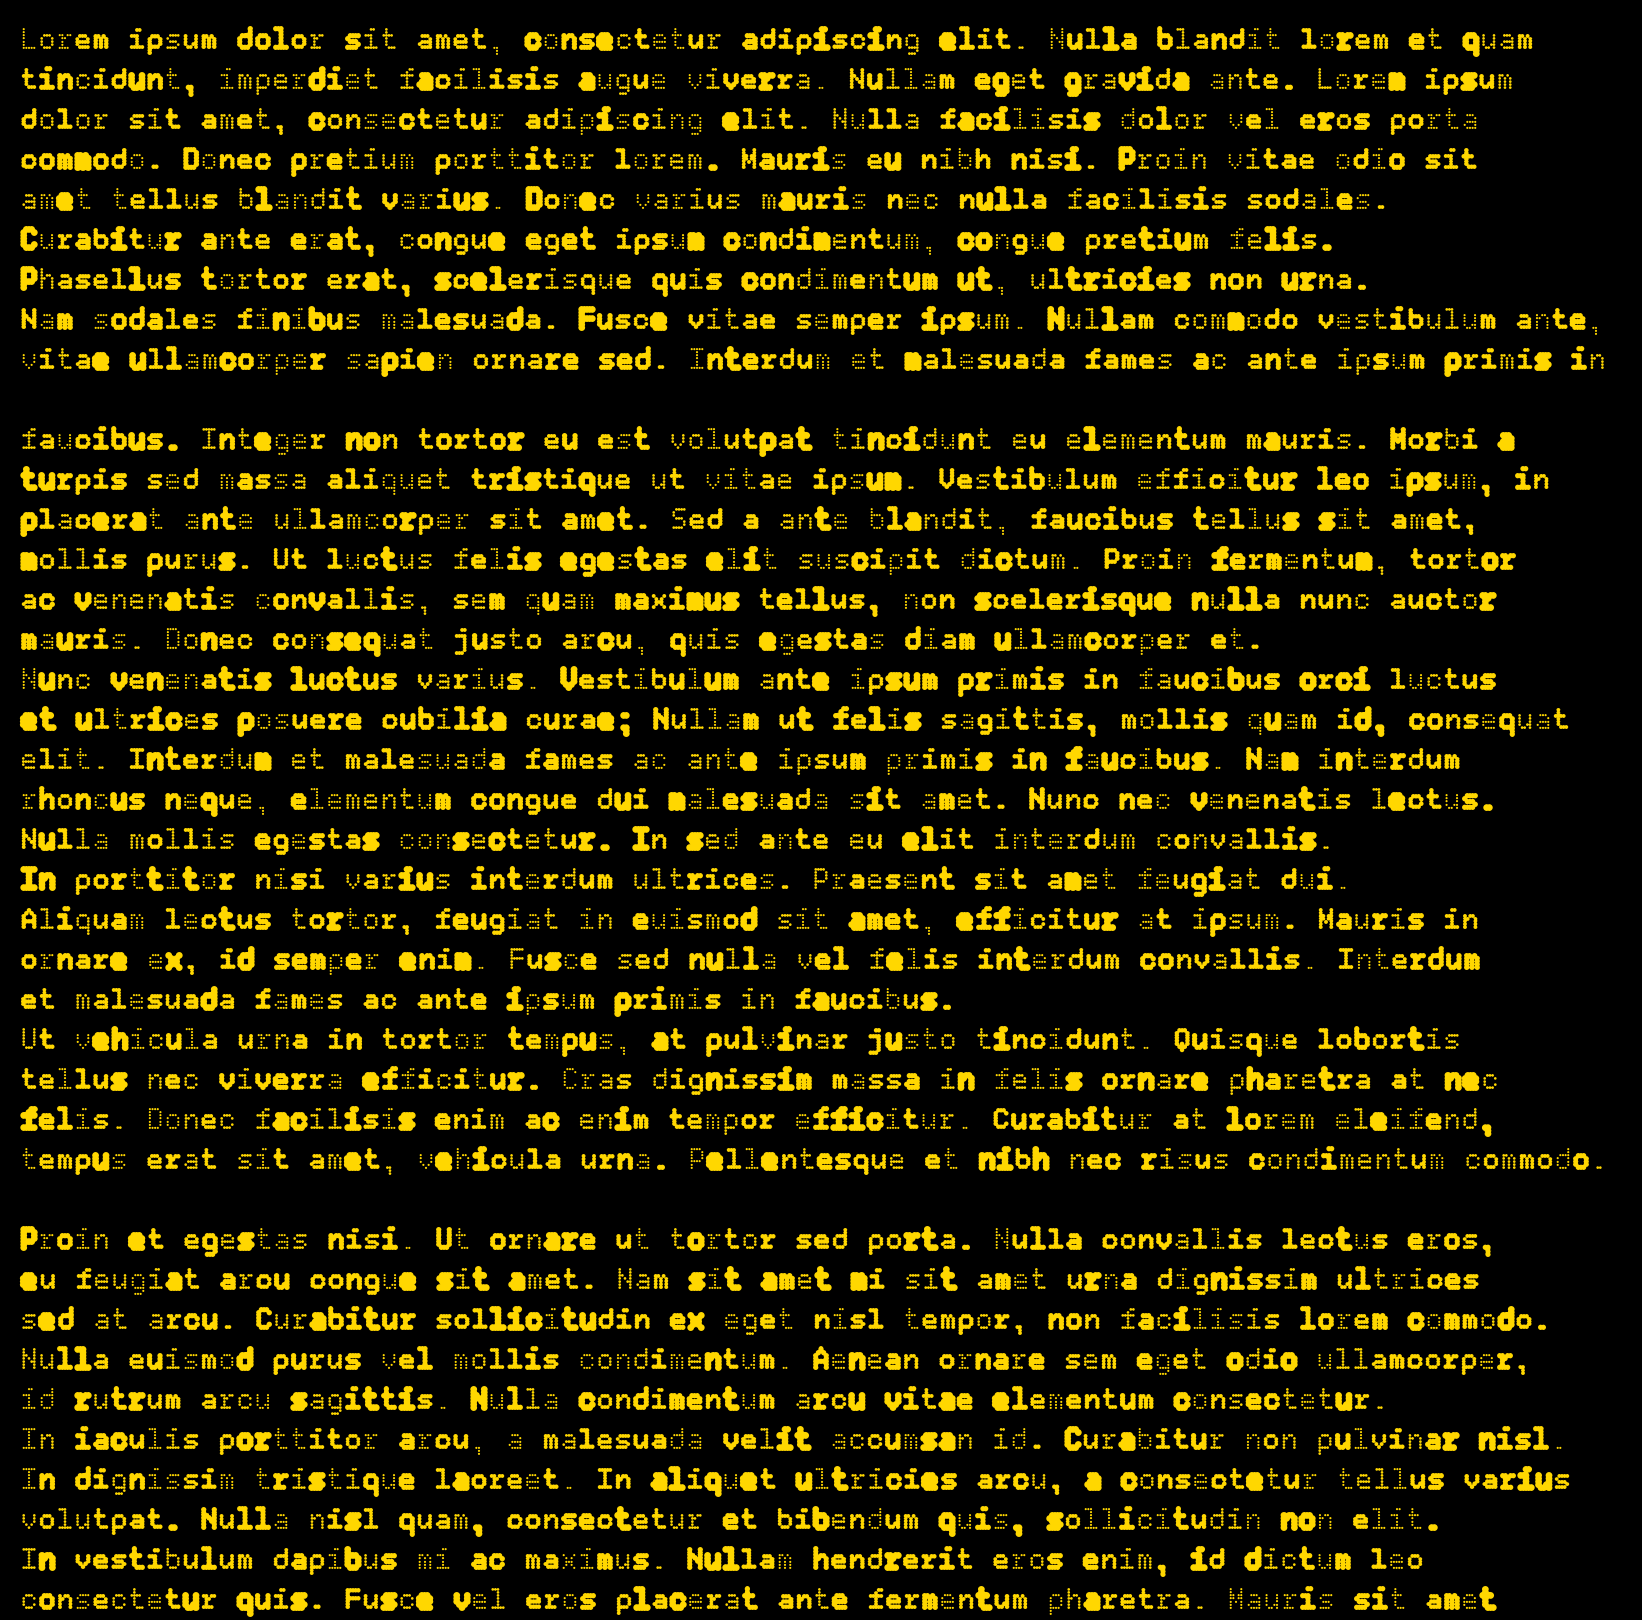 Lorem ipsum dolor sit amet, consectetur adipiscing elit. Nulla blandit lorem et quam
tincidunt, imperdiet facilisis augue viverra. Nullam eget gravida ante. Lorem ipsum
dolor sit amet, consectetur adipiscing elit. Nulla facilisis dolor vel eros porta
commodo. Donec pretium porttitor lorem. Mauris eu nibh nisi. Proin vitae odio sit
amet tellus blandit varius. Donec varius mauris nec nulla facilisis sodales.
Curabitur ante erat, congue eget ipsum condimentum, congue pretium felis.
Phasellus tortor erat, scelerisque quis condimentum ut, ultricies non urna.
Nam sodales finibus malesuada. Fusce vitae semper ipsum. Nullam commodo vestibulum ante,
vitae ullamcorper sapien ornare sed. Interdum et malesuada fames ac ante ipsum primis in
faucibus. Integer non tortor eu est volutpat tincidunt eu elementum mauris. Morbi a
turpis sed massa aliquet tristique ut vitae ipsum. Vestibulum efficitur leo ipsum, in
placerat ante ullamcorper sit amet. Sed a ante blandit, faucibus tellus sit amet,
mollis purus. Ut luctus felis egestas elit suscipit dictum. Proin fermentum, tortor
ac venenatis convallis, sem quam maximus tellus, non scelerisque nulla nunc auctor
mauris. Donec consequat justo arcu, quis egestas diam ullamcorper et.
Nunc venenatis luctus varius. Vestibulum ante ipsum primis in faucibus orci luctus
et ultrices posuere cubilia curae; Nullam ut felis sagittis, mollis quam id, consequat
elit. Interdum et malesuada fames ac ante ipsum primis in faucibus. Nam interdum
rhoncus neque, elementum congue dui malesuada sit amet. Nunc nec venenatis lectus.
Nulla mollis egestas consectetur. In sed ante eu elit interdum convallis.
In porttitor nisi varius interdum ultrices. Praesent sit amet feugiat dui.
Aliquam lectus tortor, feugiat in euismod sit amet, efficitur at ipsum. Mauris in
ornare ex, id semper enim. Fusce sed nulla vel felis interdum convallis. Interdum
et malesuada fames ac ante ipsum primis in faucibus.
Ut vehicula urna in tortor tempus, at pulvinar justo tincidunt. Quisque lobortis
tellus nec viverra efficitur. Cras dignissim massa in felis ornare pharetra at nec
felis. Donec facilisis enim ac enim tempor efficitur. Curabitur at lorem eleifend,
tempus erat sit amet, vehicula urna. Pellentesque et nibh nec risus condimentum commodo.
Proin et egestas nisi. Ut ornare ut tortor sed porta. Nulla convallis lectus eros,
eu feugiat arcu congue sit amet. Nam sit amet mi sit amet urna dignissim ultrices
sed at arcu. Curabitur sollicitudin ex eget nisl tempor, non facilisis lorem commodo.
Nulla euismod purus vel mollis condimentum. Aenean ornare sem eget odio ullamcorper,
id rutrum arcu sagittis. Nulla condimentum arcu vitae elementum consectetur.
In iaculis porttitor arcu, a malesuada velit accumsan id. Curabitur non pulvinar nisl.
In dignissim tristique laoreet. In aliquet ultricies arcu, a consectetur tellus varius
volutpat. Nulla nisl quam, consectetur et bibendum quis, sollicitudin non elit.
In vestibulum dapibus mi ac maximus. Nullam hendrerit eros enim, id dictum leo
consectetur quis. Fusce vel eros placerat ante fermentum pharetra. Mauris sit amet